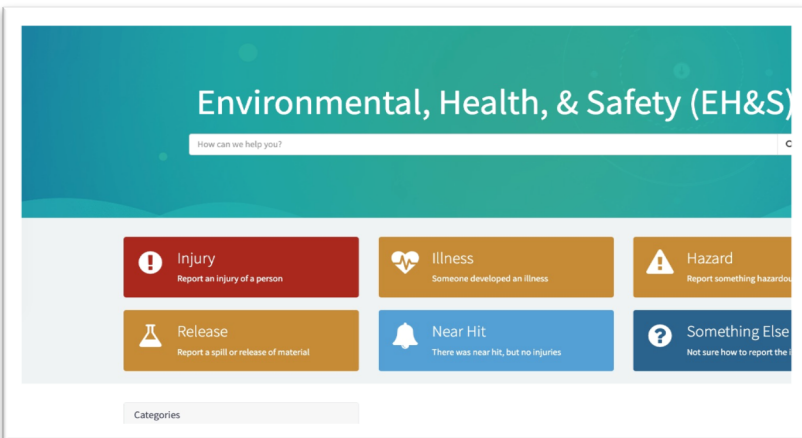 Environmental, Health, & Safety (EH&S)
How can we help you?
Injury
Report an injury of a person
Illness
Someone developed an illness
Hazard
Report something
Release
Report a spill or release of material
Near Hit
There was near hit, but no injuries
Something Else
Not sure how to report the
Categories